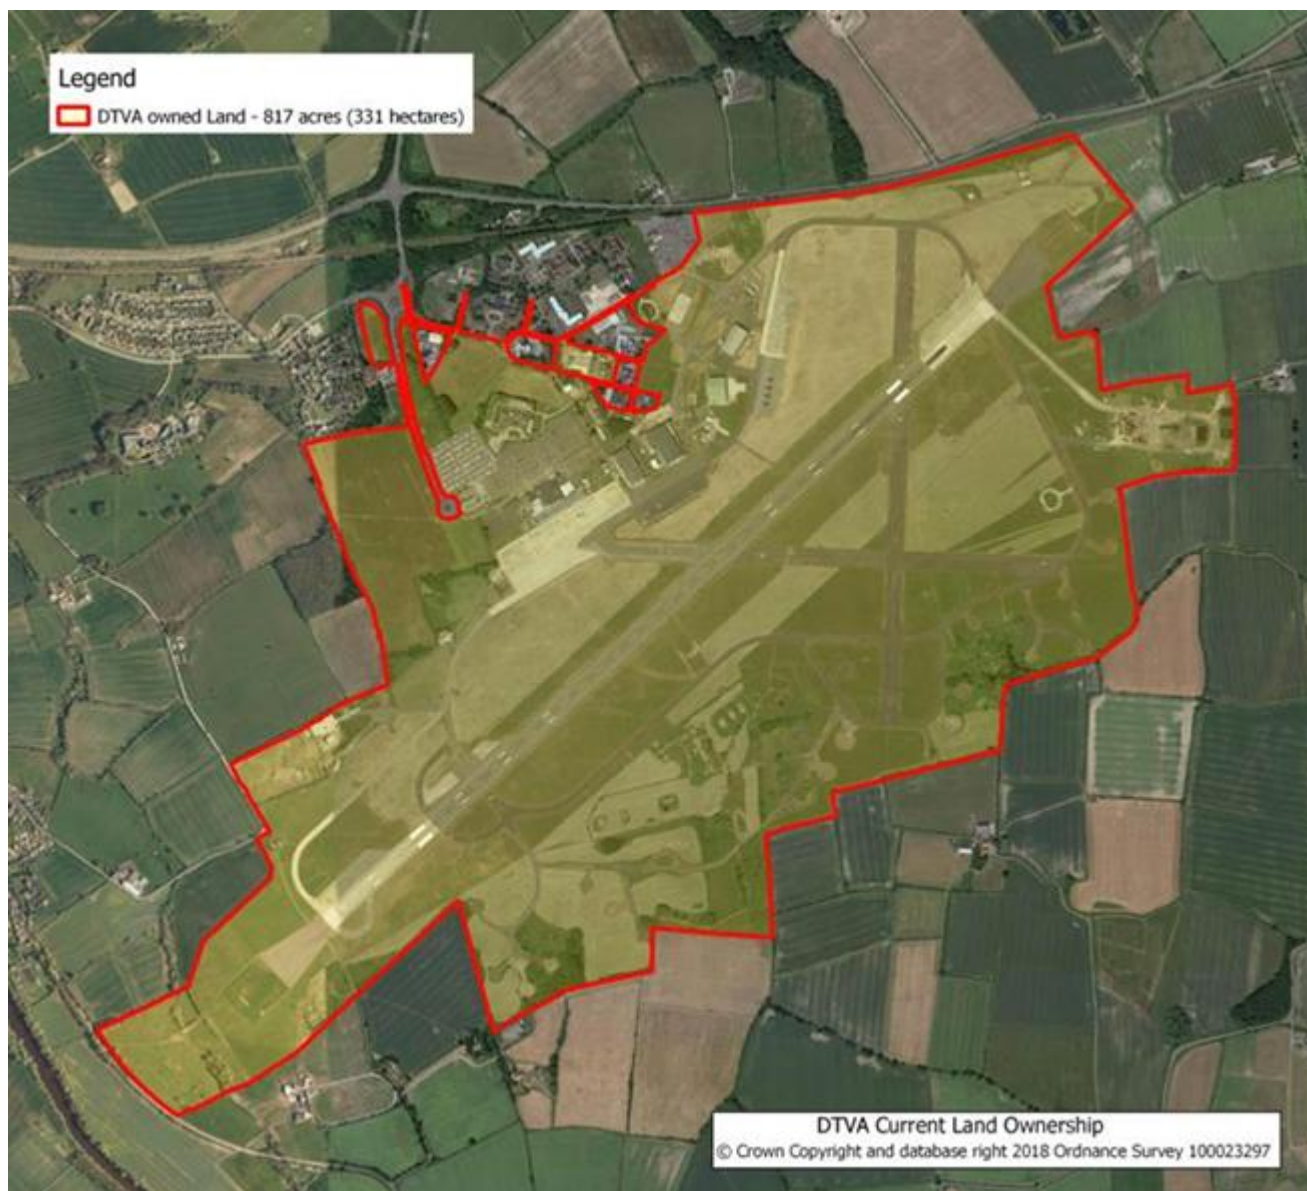 Legend
DTVA owned Land - 817 acres (331 hectares)
DTVA Current Land Ownership
© Crown Copyright and database right 2018 Ordnance Survey 100023297